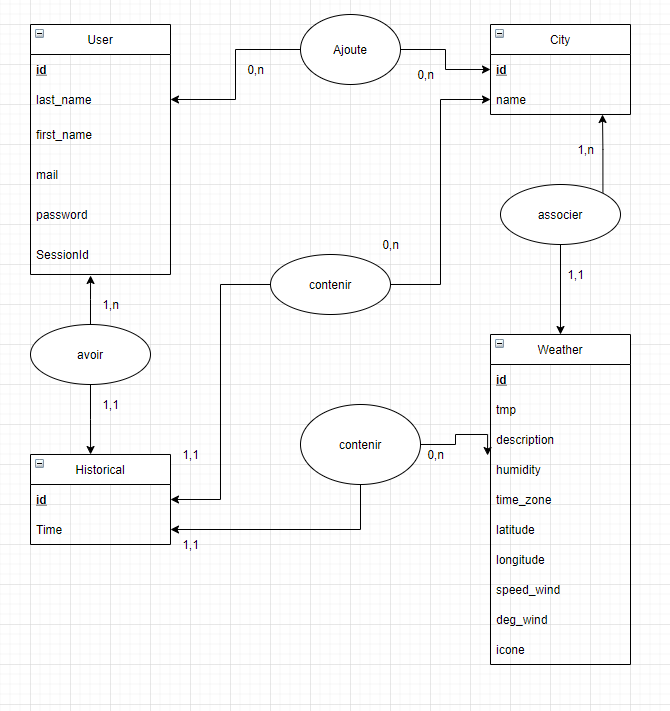 User
id
last_name
first_name
mail
password
SessionId
0,n
Ajoute
0,n
City
id
name
1,n
associer
1,1
0,n
contenir
1,n
avoir
1,1
Historical
id
Time
1,1
1,1
contenir
0,n
Weather
id
tmp
description
humidity
time_zone
latitude
longitude
speed_wind
deg_wind
icone